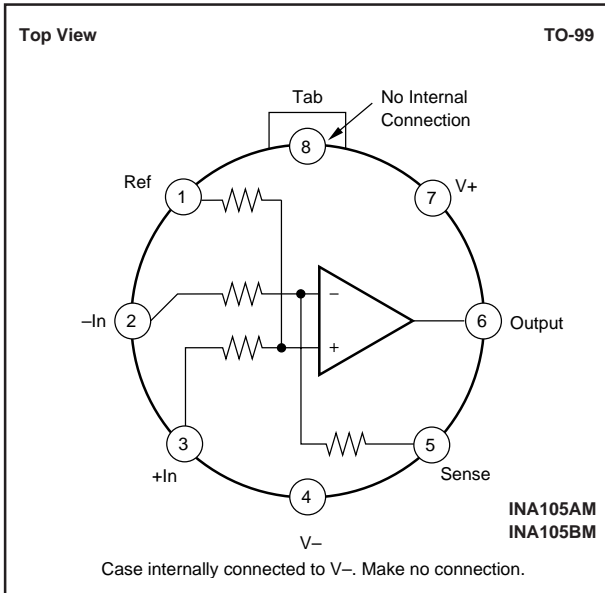 Top View
TO-99
Tab
No Internal
Connection
8
Ref
1
7
V+
–In
2
–
+
6
Output
3
+In
5
Sense
4
V–
INA105AM
INA105BM
Case internally connected to V–. Make no connection.